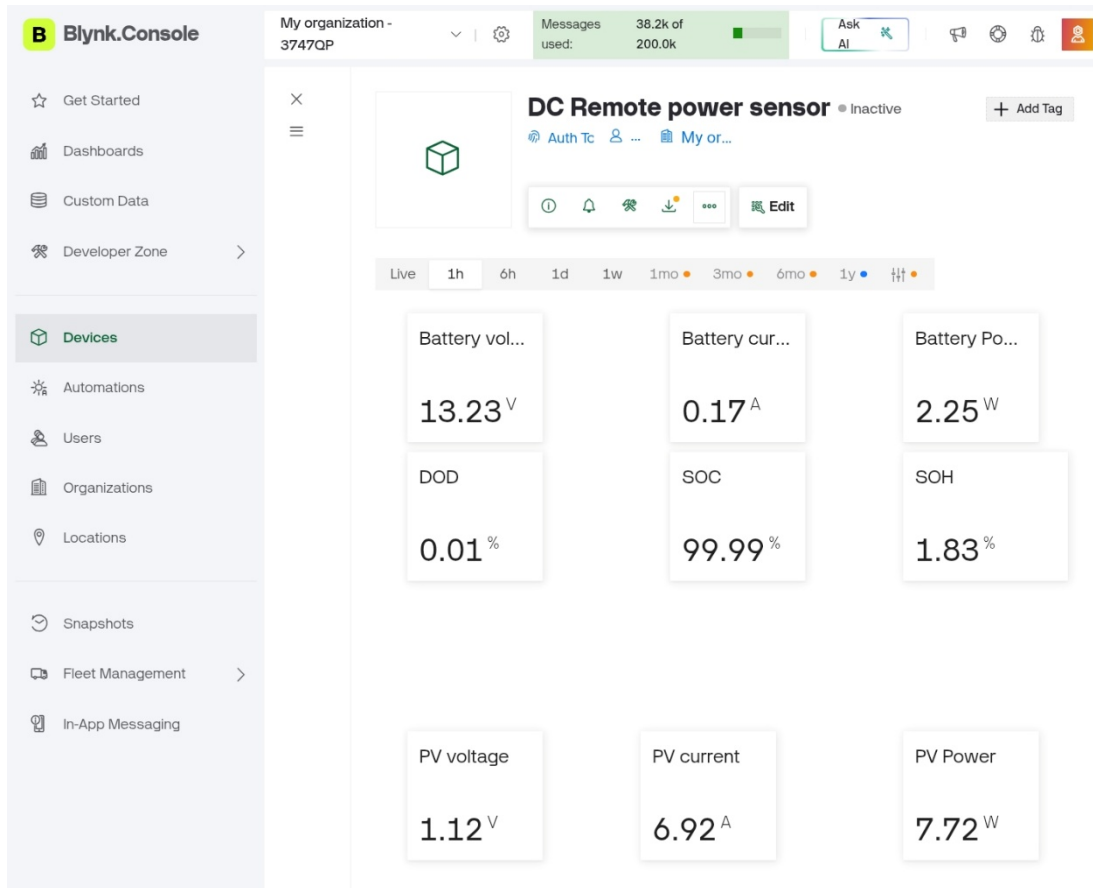 B Blynk.Console
My organization -
3747QP
Messages used:
38.2k of 200.0k
Ask AI
Get Started
Dashboards
Custom Data
Developer Zone
Devices
Automations
Users
Organizations
Locations
Snapshots
Fleet Management
In-App Messaging
DC Remote power sensor Inactive
Add Tag
Auth Tc ... My or...
Edit
Live 1h 6h 1d 1w 1mo 3mo 6mo 1y
Battery vol... Battery cur... Battery Po...
13.23 V 0.17 A 2.25 W
DOD SOC SOH
0.01 % 99.99 % 1.83 %
PV voltage PV current PV Power
1.12 V 6.92 A 7.72 W